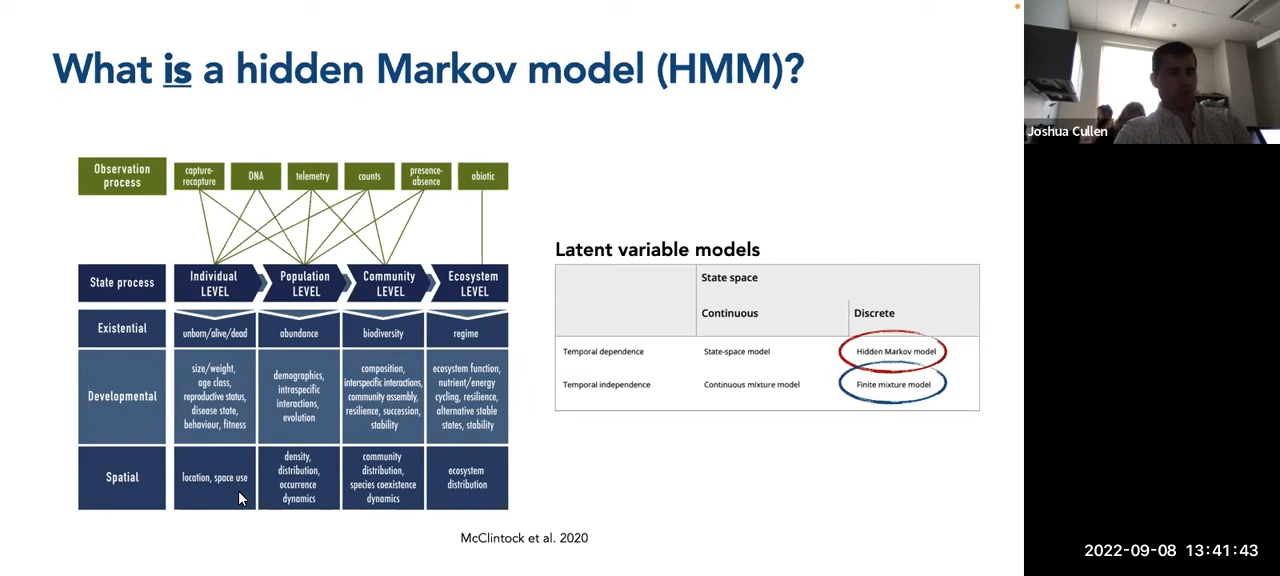 What is a hidden Markov model (HMM)?
Joshua Cullen
Observation
process
capture-
recapture
DNA
telemetry
counts
presence-
absence
abiotic
State process
Individual
LEVEL
Population
LEVEL
Community
LEVEL
Ecosystem
LEVEL
Existential
unborn/alive/dead
abundance
biodiversity
regime
Developmental
size/weight,
age class,
reproductive status,
disease state,
behaviour, fitness
demographics,
intraspecific
interactions,
evolution
composition,
interspecific interactions,
community assembly,
resilience, succession,
stability
ecosystem function,
nutrient/energy
cycling, resilience,
alternative stable
states, stability
Spatial
location, space use
density,
distribution,
occurrence
dynamics
community
distribution,
species coexistence
dynamics
ecosystem
distribution
Latent variable models
State space
Continuous
Discrete
Temporal dependence
State-space model
Hidden Markov model
Temporal independence
Continuous mixture model
Finite mixture model
McClintock et al. 2020
2022-09-08 13:41:43